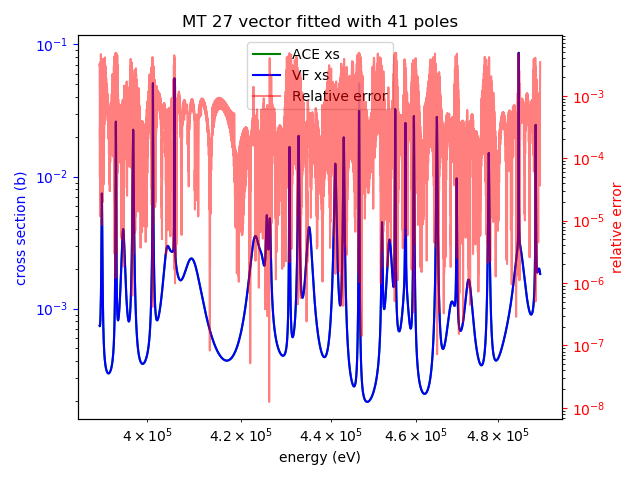 MT 27 vector fitted with 41 poles
ACE xs
VF xs
Relative error
10⁻¹
10⁻²
10⁻³
cross section (b)
10⁻³
10⁻⁴
10⁻⁵
10⁻⁶
10⁻⁷
10⁻⁸
relative error
4 × 10⁵
4.2 × 10⁵
4.4 × 10⁵
4.6 × 10⁵
4.8 × 10⁵
energy (eV)